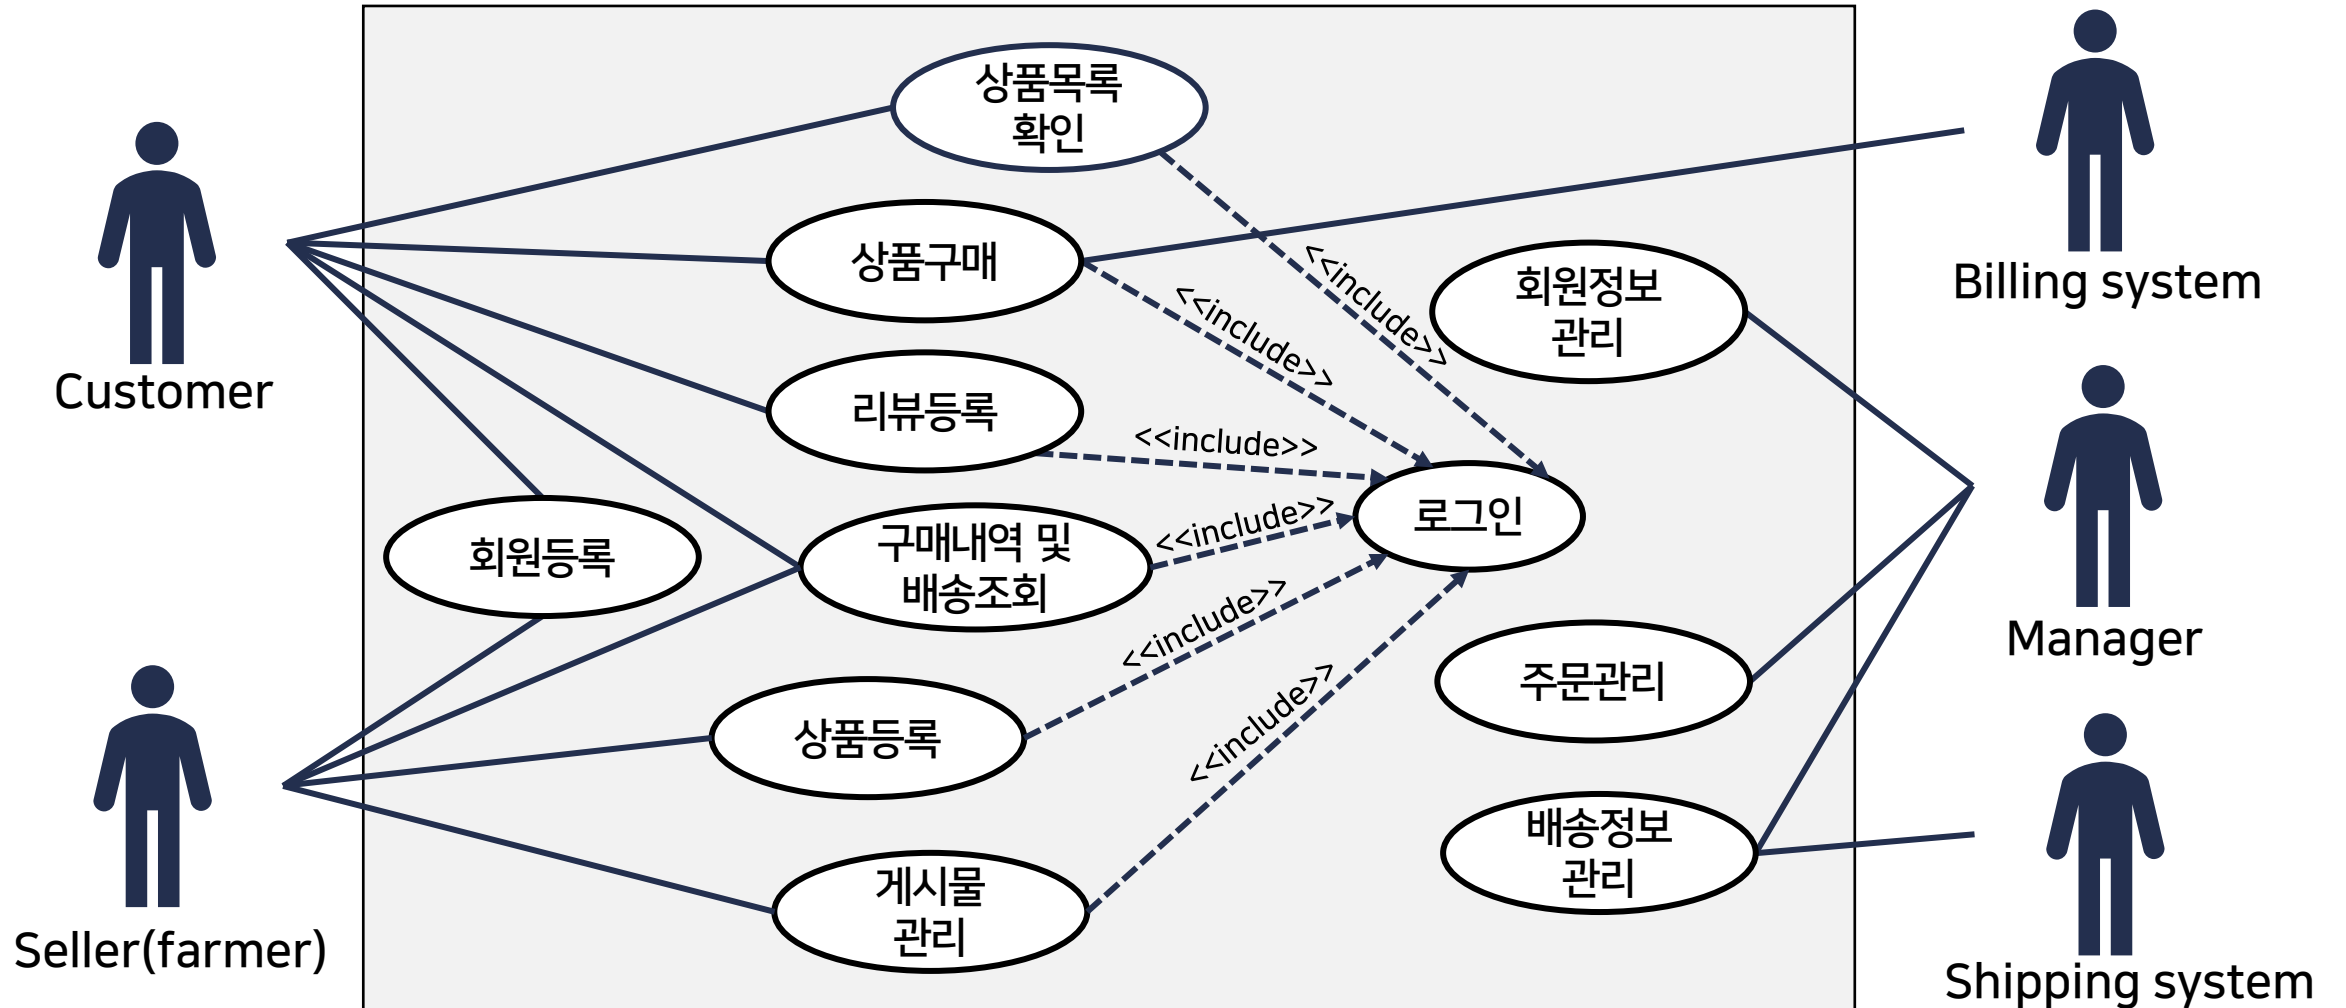 상품목록
확인
Customer
상품구매
리뷰등록
회원등록
구매내역 및
배송조회
상품등록
게시물
관리
Seller(farmer)
<<include>>
<<include>>
<<include>>
<<include>>
<<include>>
<<include>>
로그인
회원정보
관리
주문관리
배송정보
관리
Billing system
Manager
Shipping system